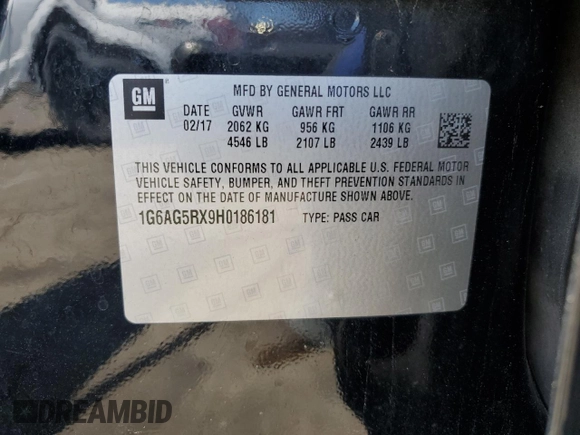 GM
MFD BY GENERAL MOTORS LLC
DATE GVWR GAWR FRT GAWR RR
02/17 2062 KG 956 KG 1106 KG
4546 LB 2107 LB 2439 LB
THIS VEHICLE CONFORMS TO ALL APPLICABLE U.S. FEDERAL MOTOR
VEHICLE SAFETY, BUMPER, AND THEFT PREVENTION STANDARDS IN
EFFECT ON THE DATE OF MANUFACTURE SHOWN ABOVE.
1G6AG5RX9H0186181 TYPE: PASS CAR
DREAMBID